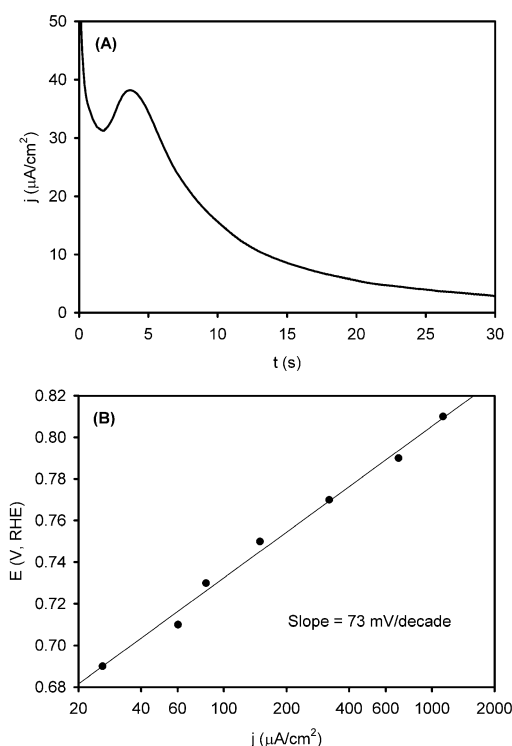 (A)
50
40
30
20
10
0
j (µA/cm²)
0 5 10 15 20 25 30
t (s)
(B)
0.82
0.80
0.78
0.76
0.74
0.72
0.70
0.68
E (V, RHE)
Slope = 73 mV/decade
20 40 60 100 200 400 600 1000 2000
j (µA/cm²)